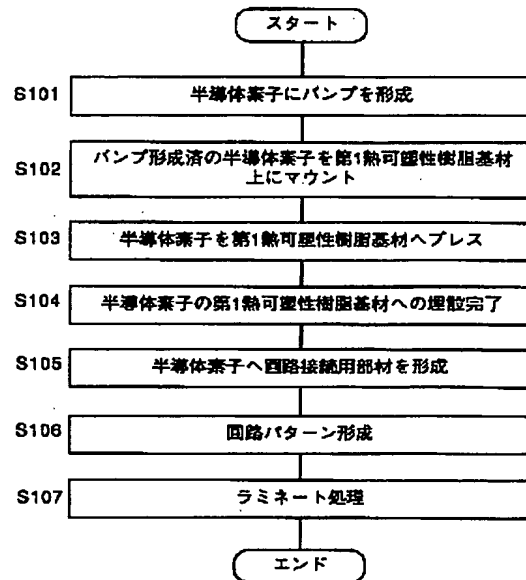 スタート
S101
半導体素子にバンプを形成
S102
バンプ形成済の半導体素子を第1熱可塑性樹脂基材
上にマウント
S103
半導体素子を第1熱可塑性樹脂基材へプレス
S104
半導体素子の第1熱可塑性樹脂基材への埋設完了
S105
半導体素子へ回路接続用部材を形成
S106
回路パターン形成
S107
ラミネート処理
エンド